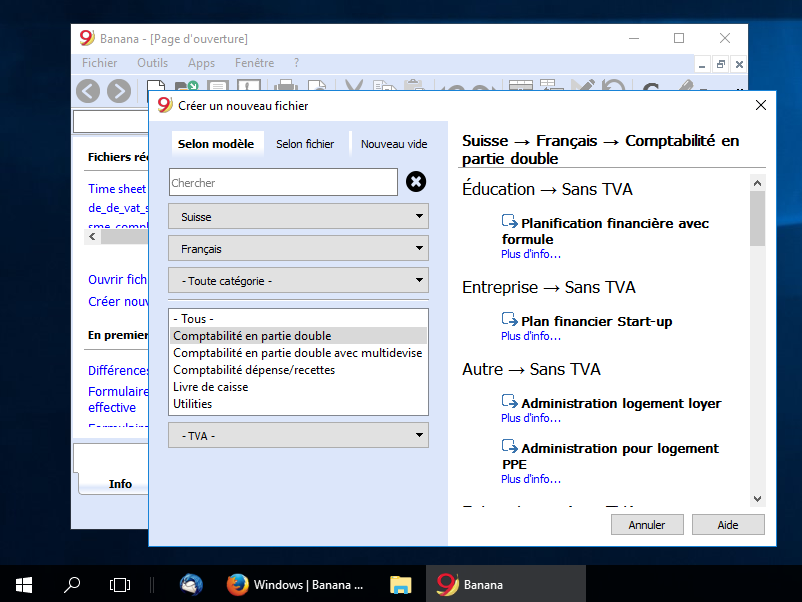 Banana - [Page d'ouverture]
Fichier Outils Apps Fenêtre ?
Fichiers réc
Time sheet
de_de_vat_s
Ouvrir fich
Créer nouv
En premier
Différences
Formulaire
effective
Info
Créer un nouveau fichier
Selon modèle Selon fichier Nouveau vide
Chercher
Suisse
Français
- Toute catégorie -
- Tous -
Comptabilité en partie double
Comptabilité en partie double avec multidevise
Comptabilité dépense/recettes
Livre de caisse
Utilities
- TVA -
Suisse → Français → Comptabilité en
partie double
Éducation → Sans TVA
Planification financière avec
formule
Plus d'info...
Entreprise → Sans TVA
Plan financier Start-up
Plus d'info...
Autre → Sans TVA
Administration logement loyer
Plus d'info...
Administration pour logement
PPE
Plus d'info...
Annuler Aide
Windows | Banana ...
Banana